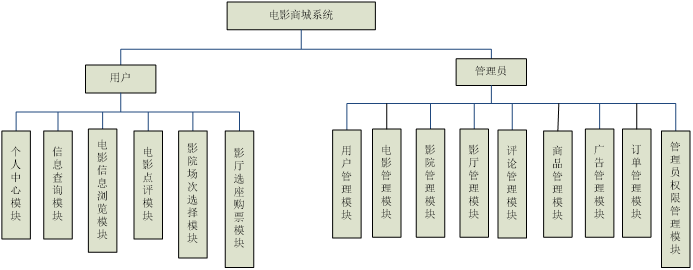 电影商城系统
用户
管理员
个人中心模块
信息查询模块
电影信息浏览模块
电影点评模块
影院场次选择模块
影厅选座购票模块
用户管理模块
电影管理模块
影院管理模块
影厅管理模块
评论管理模块
商品管理模块
广告管理模块
订单管理模块
管理员权限管理模块